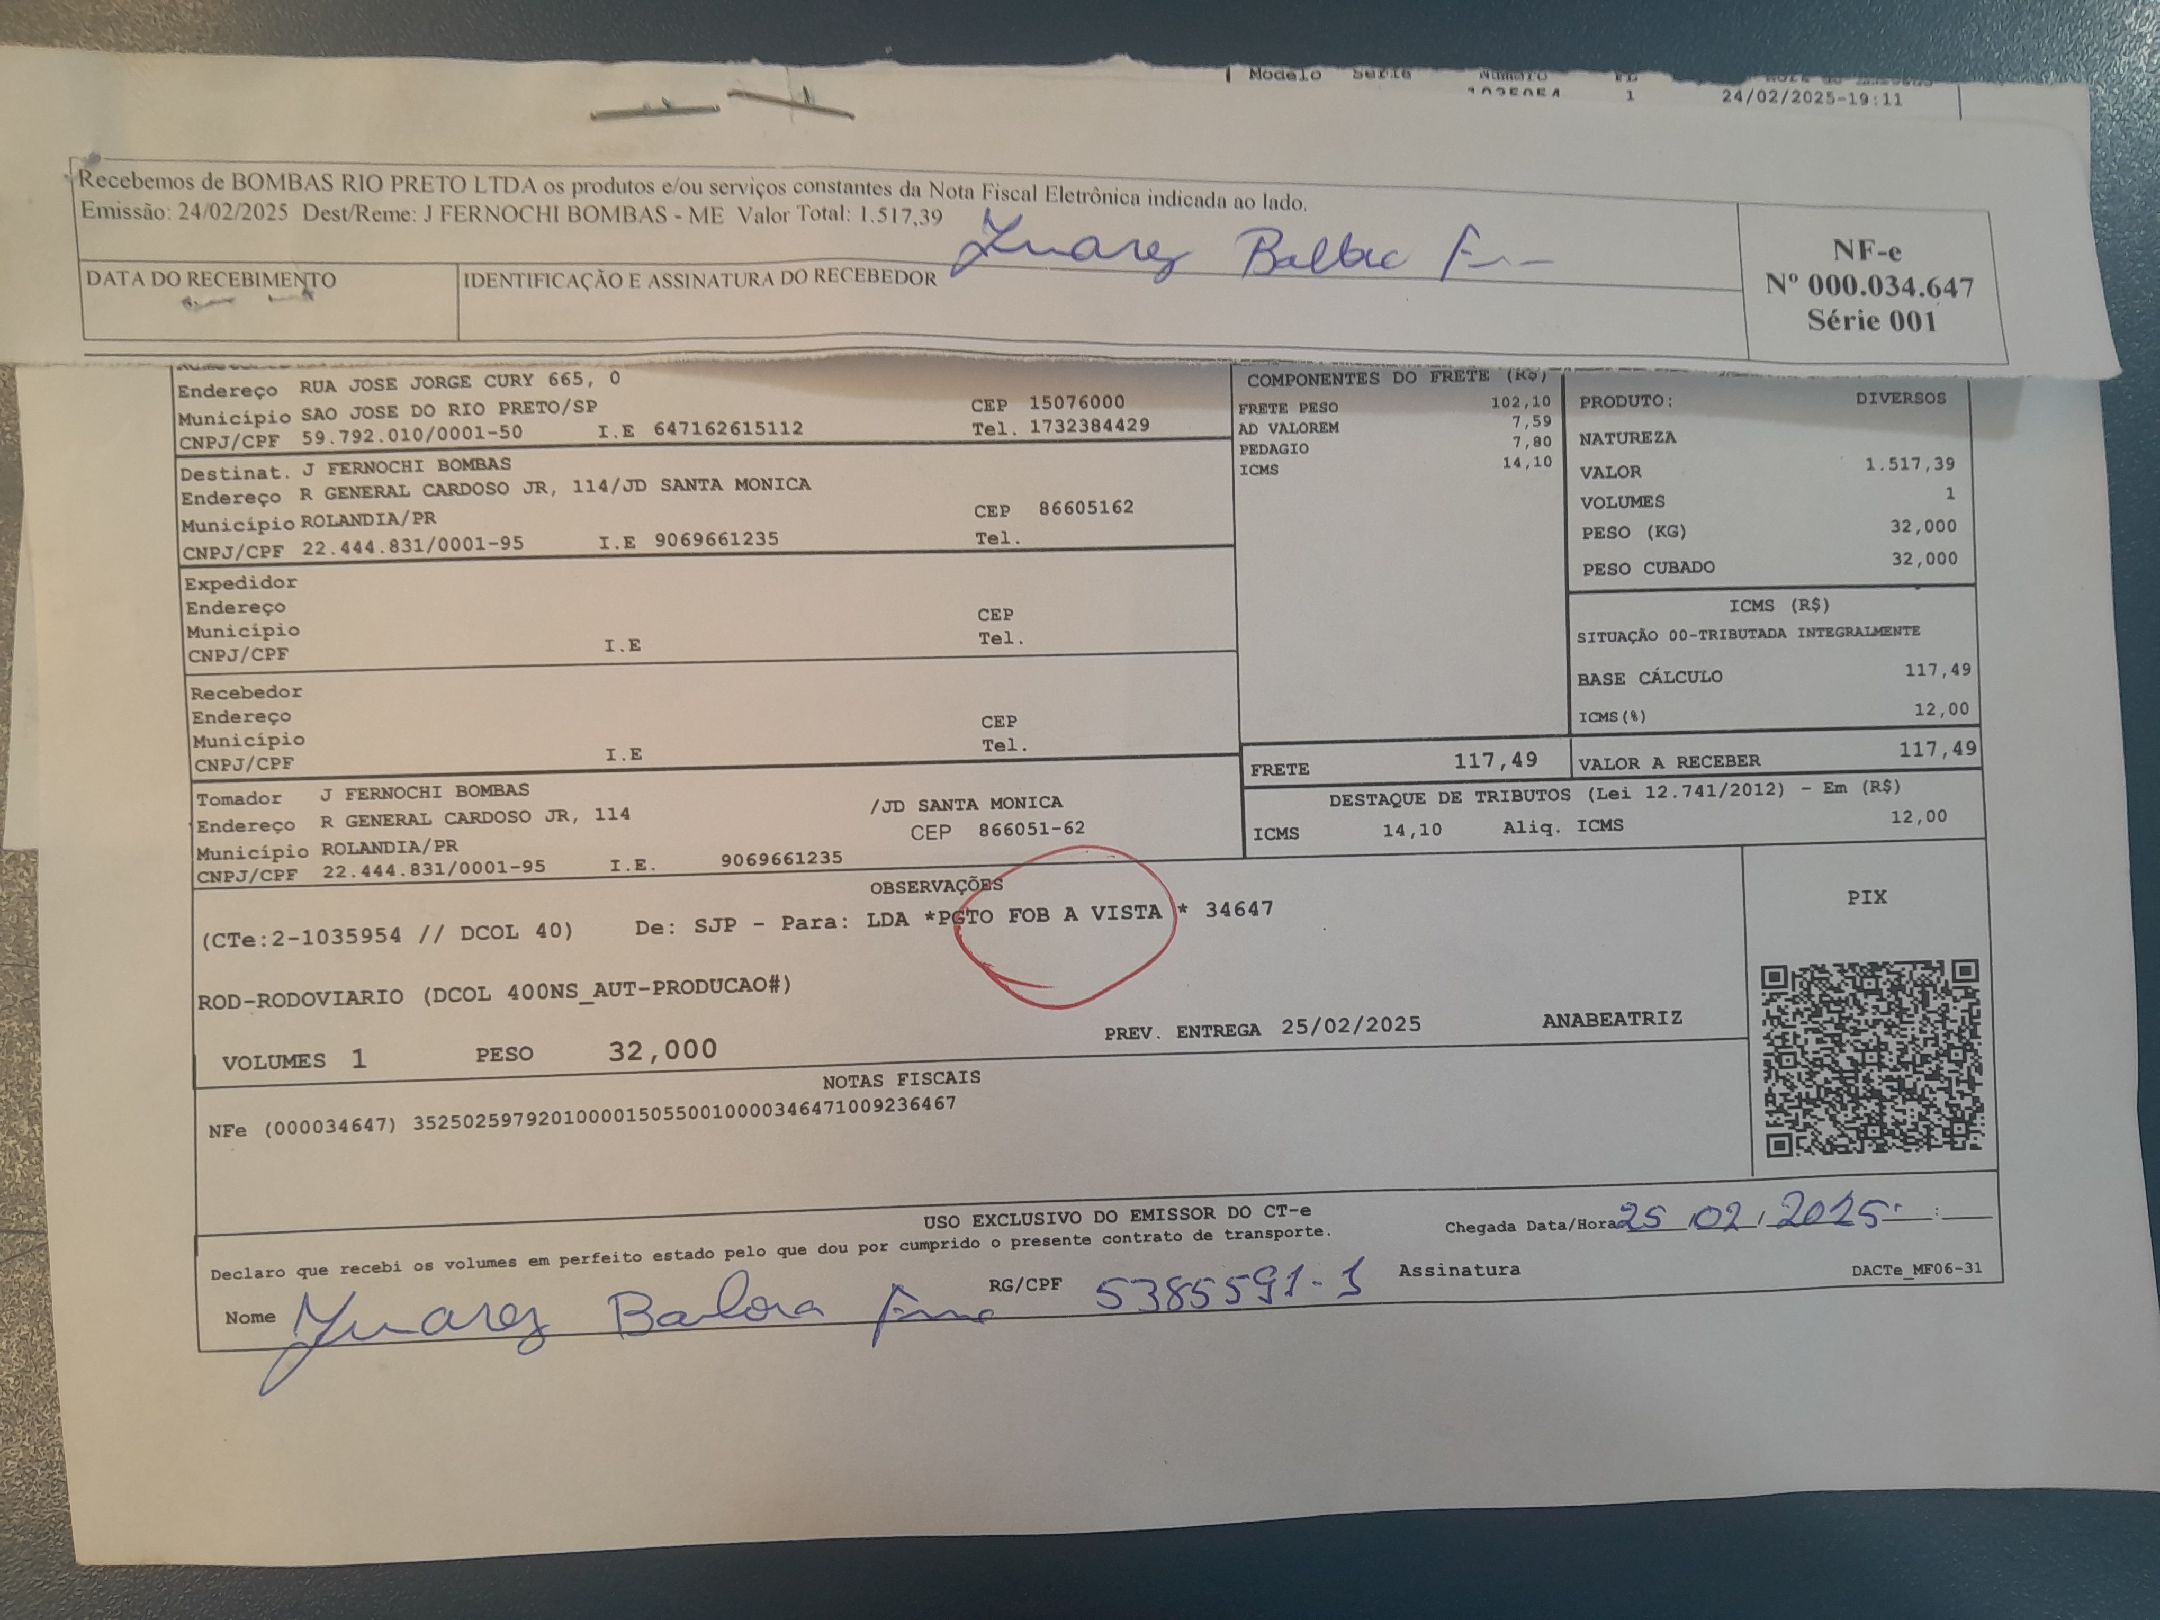 Modelo Serie Número FL
1035954 1 24/02/2025-19:11
Recebemos de BOMBAS RIO PRETO LTDA os produtos e/ou serviços constantes da Nota Fiscal Eletrônica indicada ao lado.
Emissão: 24/02/2025 Dest/Reme: J FERNOCHI BOMBAS - ME Valor Total: 1.517,39
Juarez
DATA DO RECEBIMENTO
IDENTIFICAÇÃO E ASSINATURA DO RECEBEDOR
NF-e
Nº 000.034.647
Série 001
Endereço RUA JOSE JORGE CURY 665, 0
Município SAO JOSE DO RIO PRETO/SP CEP 15076000
CNPJ/CPF 59.792.010/0001-50 I.E 647162615112 Tel. 1732384429
Destinat. J FERNOCHI BOMBAS
Endereço R GENERAL CARDOSO JR, 114/JD SANTA MONICA
Município ROLANDIA/PR CEP 86605162
CNPJ/CPF 22.444.831/0001-95 I.E 9069661235 Tel.
Expedidor
Endereço
Município CEP
CNPJ/CPF I.E Tel.
Recebedor
Endereço
Município CEP
CNPJ/CPF I.E Tel.
Tomador J FERNOCHI BOMBAS
Endereço R GENERAL CARDOSO JR, 114 /JD SANTA MONICA
Município ROLANDIA/PR CEP 866051-62
CNPJ/CPF 22.444.831/0001-95 I.E. 9069661235
COMPONENTES DO FRETE (R$)
FRETE PESO 102,10
AD VALOREM 7,59
PEDAGIO 7,80
ICMS 14,10
PRODUTO: DIVERSOS
NATUREZA
VALOR 1.517,39
VOLUMES 1
PESO (KG) 32,000
PESO CUBADO 32,000
ICMS (R$)
SITUAÇÃO 00-TRIBUTADA INTEGRALMENTE
BASE CÁLCULO 117,49
ICMS(%) 12,00
FRETE 117,49 VALOR A RECEBER 117,49
DESTAQUE DE TRIBUTOS (Lei 12.741/2012) - Em (R$)
ICMS 14,10 Aliq. ICMS 12,00
OBSERVAÇÕES
(CTe:2-1035954 // DCOL 40) De: SJP - Para: LDA *PGTO FOB A VISTA * 34647
ROD-RODOVIARIO (DCOL 400NS_AUT-PRODUCAO#)
VOLUMES 1 PESO 32,000 PREV. ENTREGA 25/02/2025 ANABEATRIZ
PIX
NOTAS FISCAIS
NFe (000034647) 35250259792010000150550010000346471009236467
USO EXCLUSIVO DO EMISSOR DO CT-e
Declaro que recebi os volumes em perfeito estado pelo que dou por cumprido o presente contrato de transporte.
Chegada Data/Hora 25/02/2025 :
Nome Juarez RG/CPF 5385591-1 Assinatura
DACTe_MF06-31